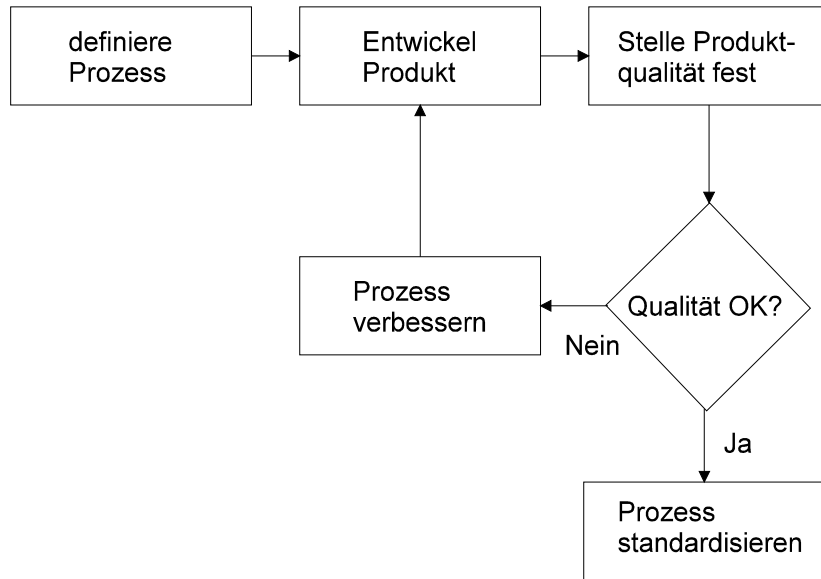 definiere
Prozess
Entwickel
Produkt
Stelle Produkt-
qualität fest
Qualität OK?
Nein
Prozess
verbessern
Ja
Prozess
standardisieren